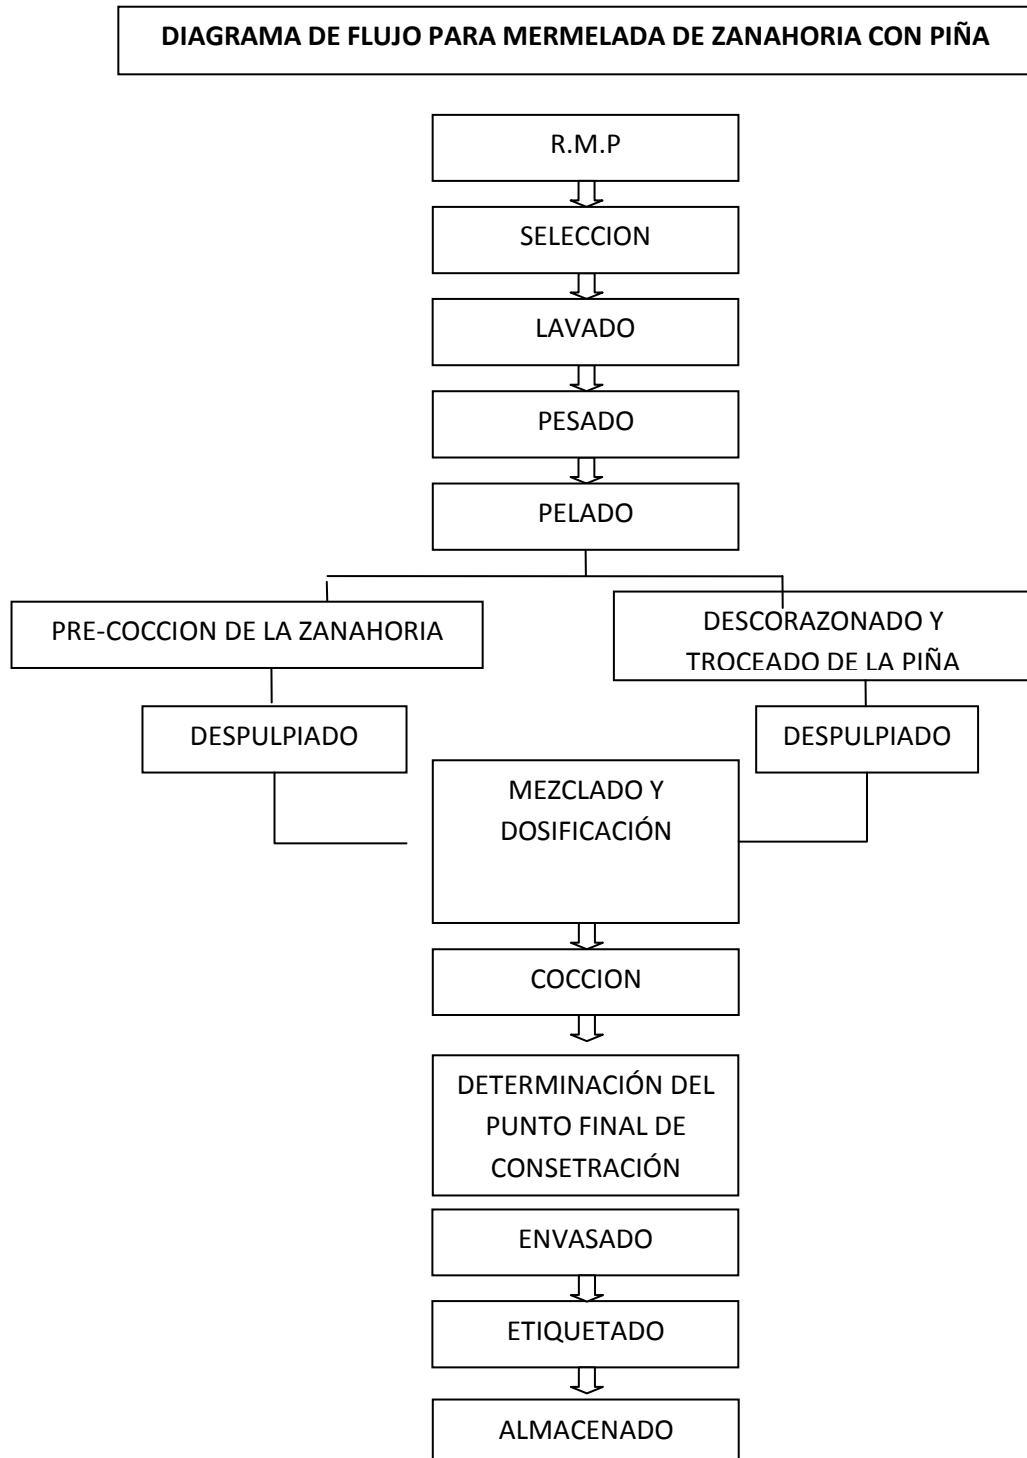 DIAGRAMA DE FLUJO PARA MERMELADA DE ZANAHORIA CON PIÑA
R.M.P
SELECCION
LAVADO
PESADO
PELADO
PRE-COCCION DE LA ZANAHORIA
DESCORAZONADO Y
TROCEADO DE LA PIÑA
DESPULPIADO
DESPULPIADO
MEZCLADO Y
DOSIFICACIÓN
COCCION
DETERMINACIÓN DEL
PUNTO FINAL DE
CONSETRACIÓN
ENVASADO
ETIQUETADO
ALMACENADO